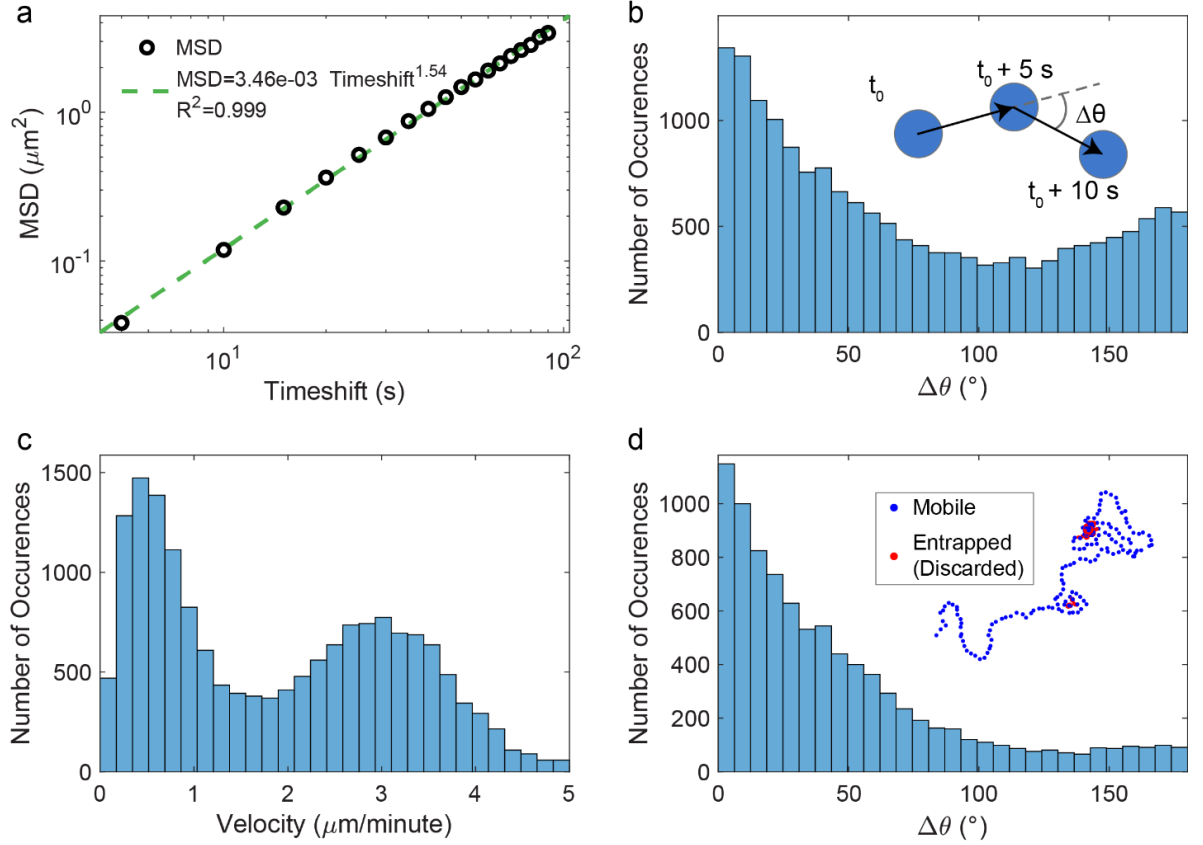 a
MSD
MSD=3.46e-03 Timeshift^1.54
R^2=0.999
10^0
10^-1
MSD (μm^2)
10^1
10^2
Timeshift (s)
b
t_0
t_0 + 5 s
Δθ
t_0 + 10 s
1000
500
0
Number of Occurences
0
50
100
150
Δθ (°)
c
1500
1000
500
0
Number of Occurences
0
1
2
3
4
5
Velocity (μm/minute)
d
Mobile
Entrapped
(Discarded)
1000
800
600
400
200
0
Number of Occurences
0
50
100
150
Δθ (°)